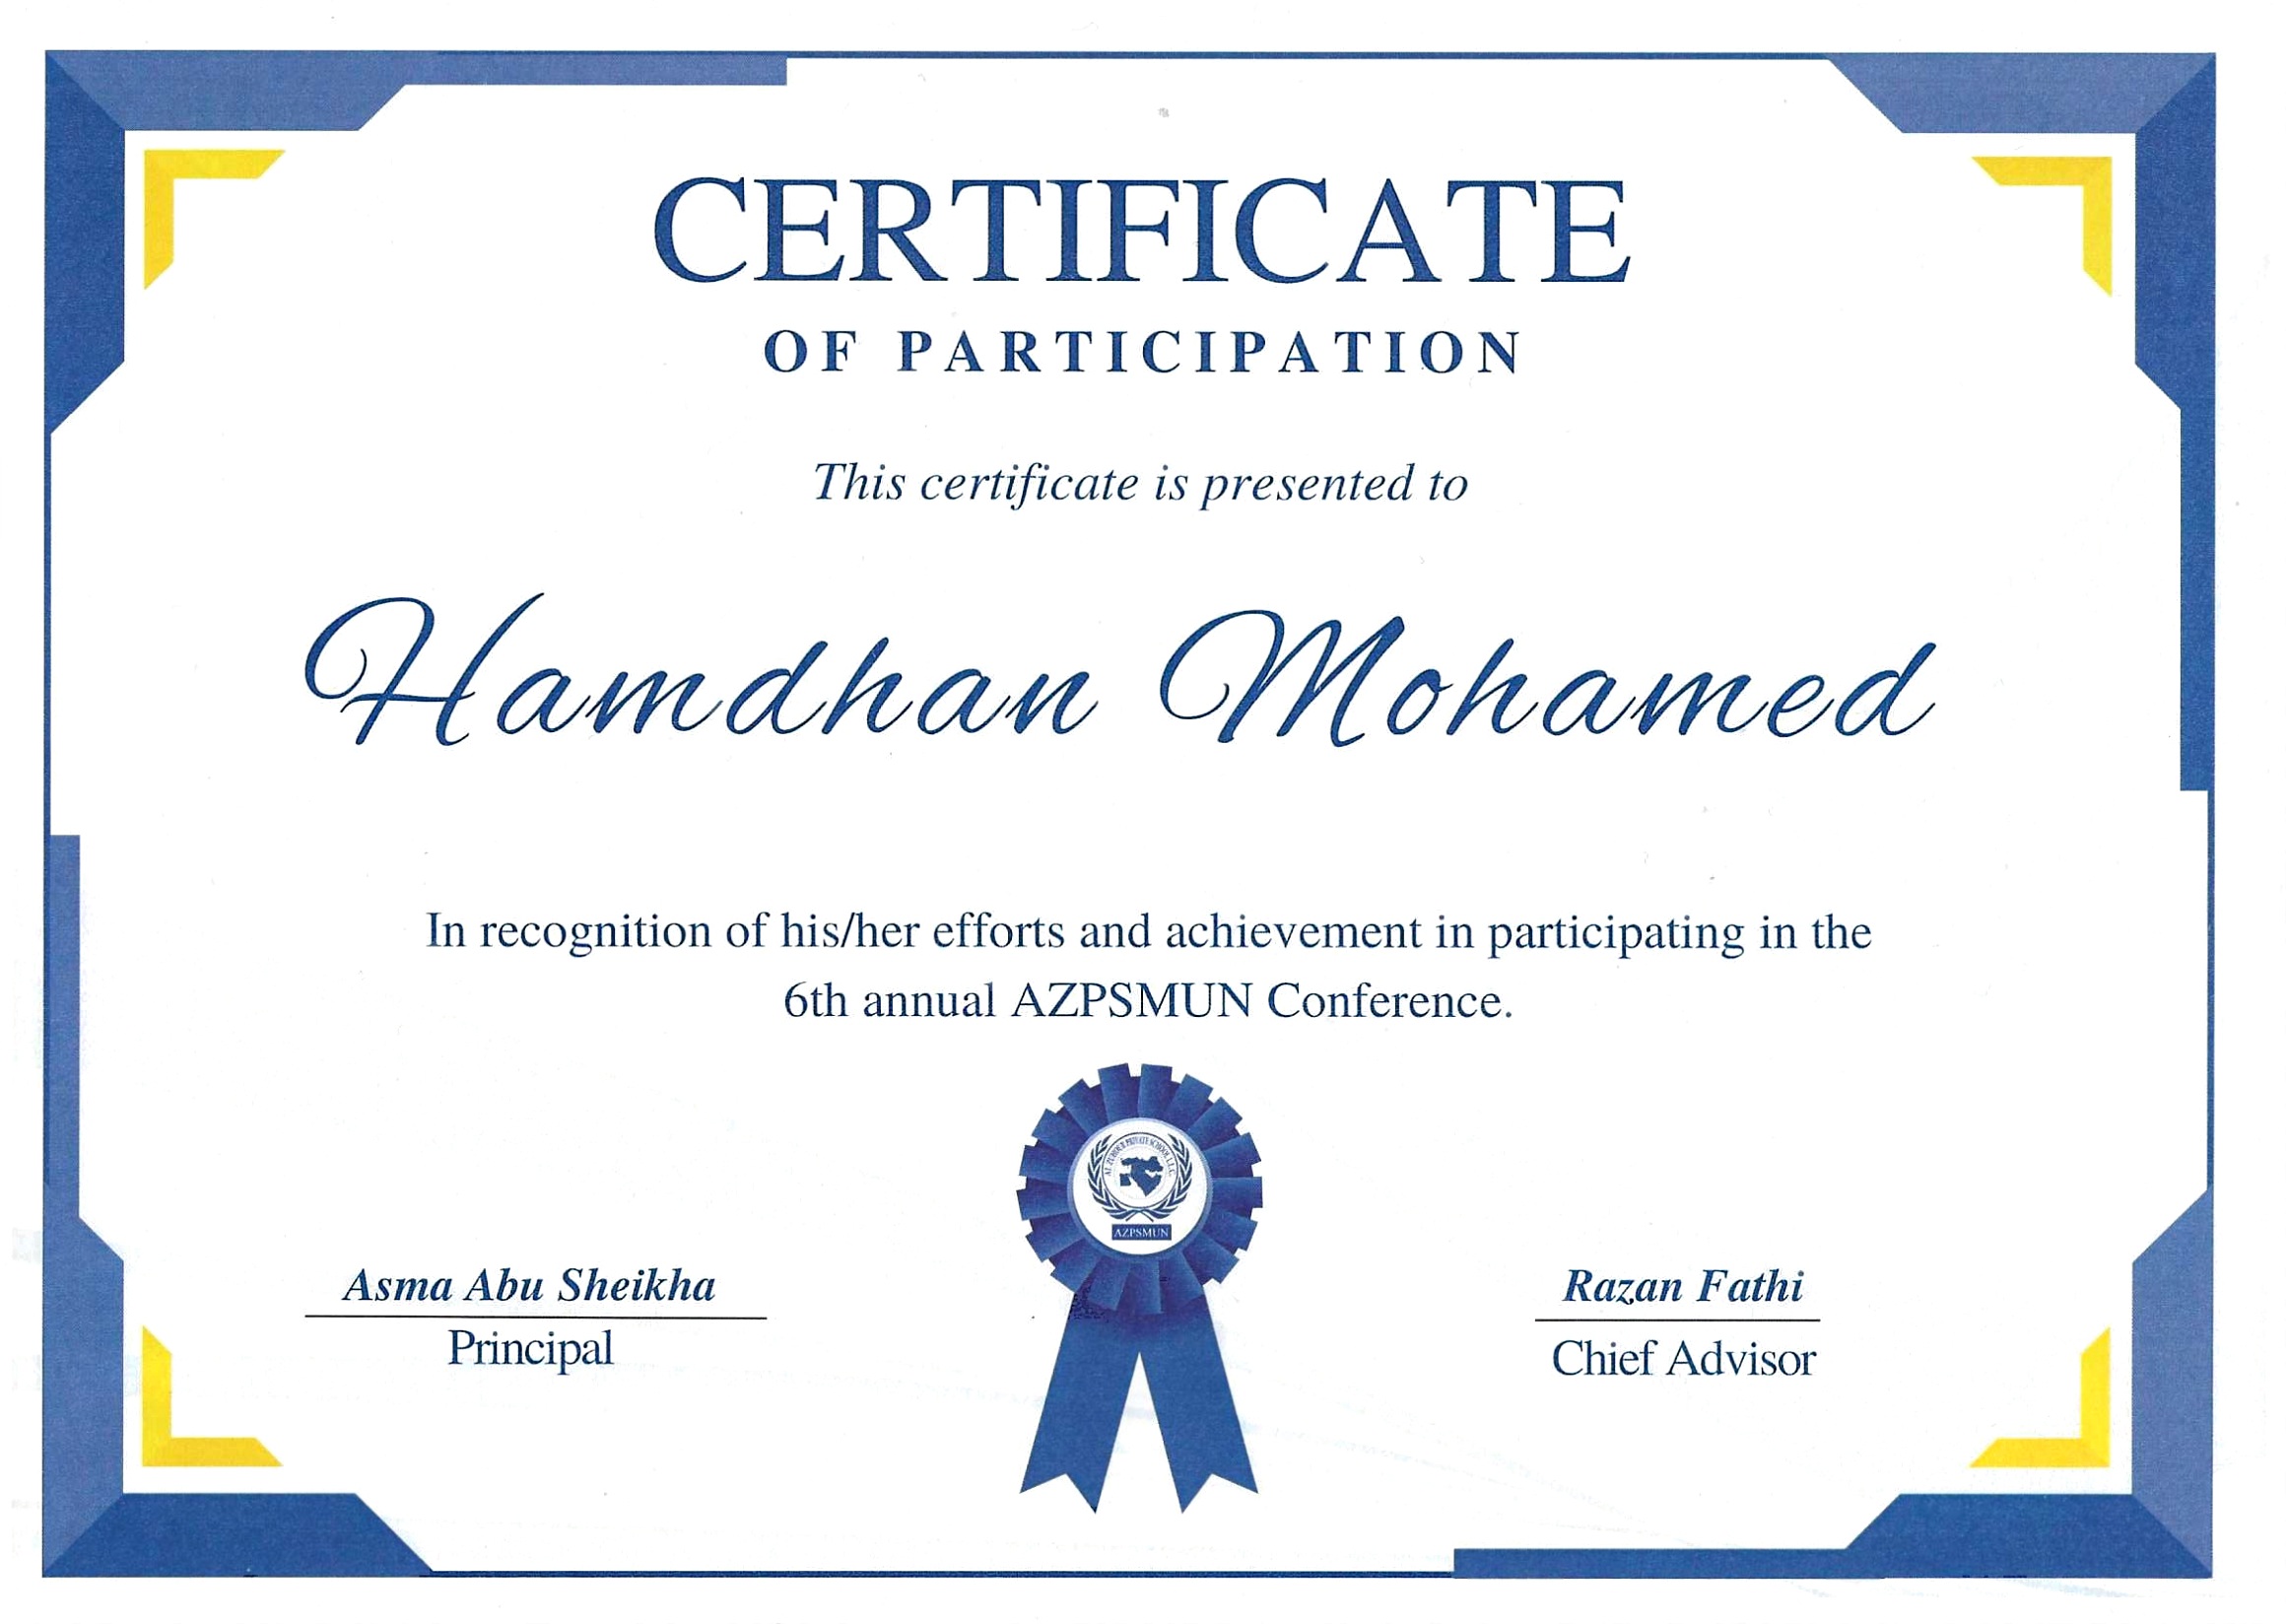 CERTIFICATE
OF PARTICIPATION
This certificate is presented to
Hamdhan Mohamed
In recognition of his/her efforts and achievement in participating in the
6th annual AZPSMUN Conference.
AL ZUHOUR PRIVATE SCHOOL L.L.C.
AZPSMUN
Asma Abu Sheikha
Principal
Razan Fathi
Chief Advisor